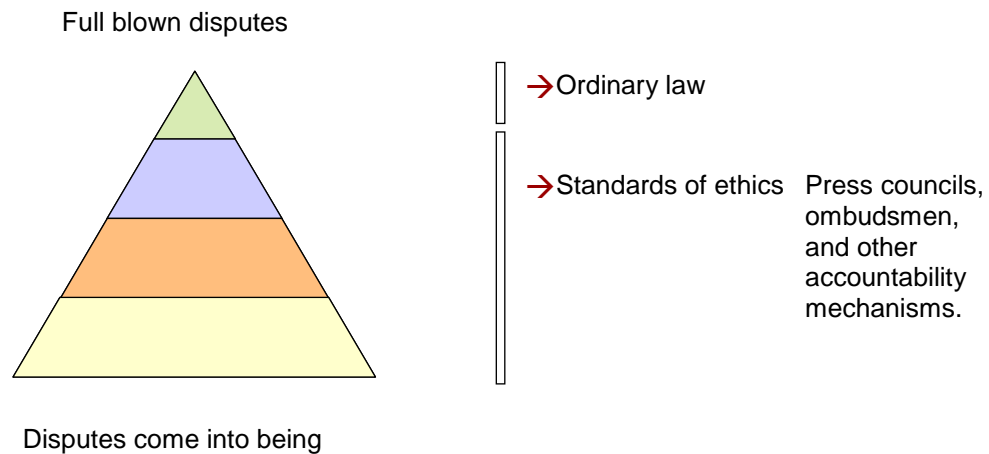 Full blown disputes
Ordinary law
Standards of ethics Press councils,
ombudsmen,
and other
accountability
mechanisms.
Disputes come into being